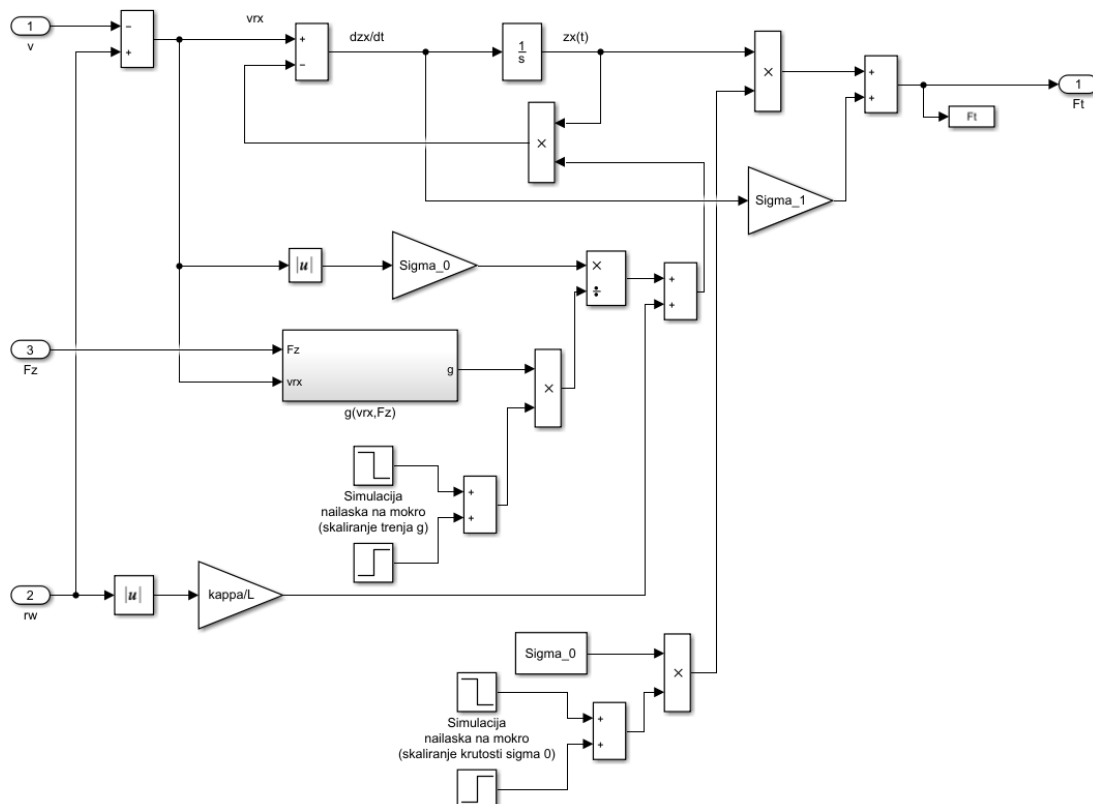 1
v
−
+
vrx
+
−
dzx/dt
1
s
zx(t)
×
×
+
+
1
Ft
Ft
Sigma_1
|u|
Sigma_0
×
÷
+
+
3
Fz
Fz
vrx
g
g(vrx,Fz)
×
Simulacija
nailaska na mokro
(skaliranje trenja g)
+
+
2
rw
|u|
kappa/L
Sigma_0
×
Simulacija
nailaska na mokro
(skaliranje krutosti sigma 0)
+
+